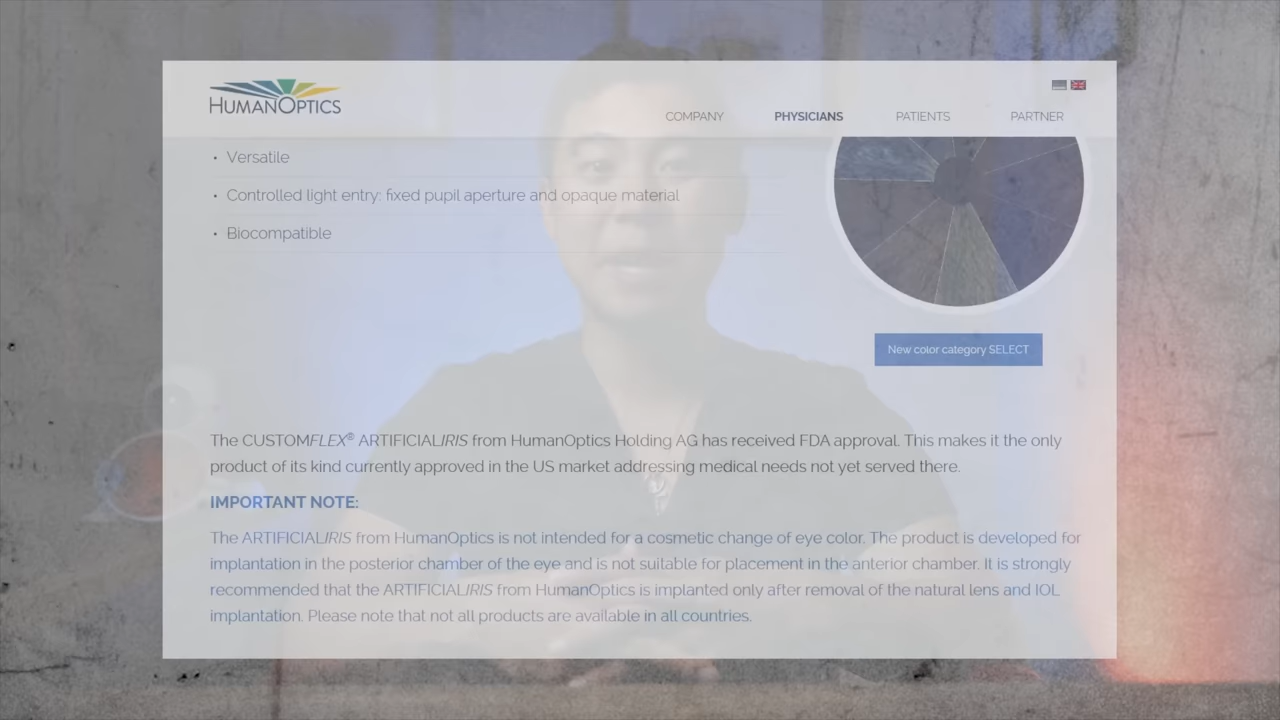 HUMANOPTICS
COMPANY PHYSICIANS PATIENTS PARTNER
• Versatile
• Controlled light entry: fixed pupil aperture and opaque material
• Biocompatible
New color category SELECT
The CUSTOMFLEX® ARTIFICIALIRIS from HumanOptics Holding AG has received FDA approval. This makes it the only
product of its kind currently approved in the US market addressing medical needs not yet served there.
IMPORTANT NOTE:
The ARTIFICIALIRIS from HumanOptics is not intended for a cosmetic change of eye color. The product is developed for
implantation in the posterior chamber of the eye and is not suitable for placement in the anterior chamber. It is strongly
recommended that the ARTIFICIALIRIS from HumanOptics is implanted only after removal of the natural lens and IOL
implantation. Please note that not all products are available in all countries.